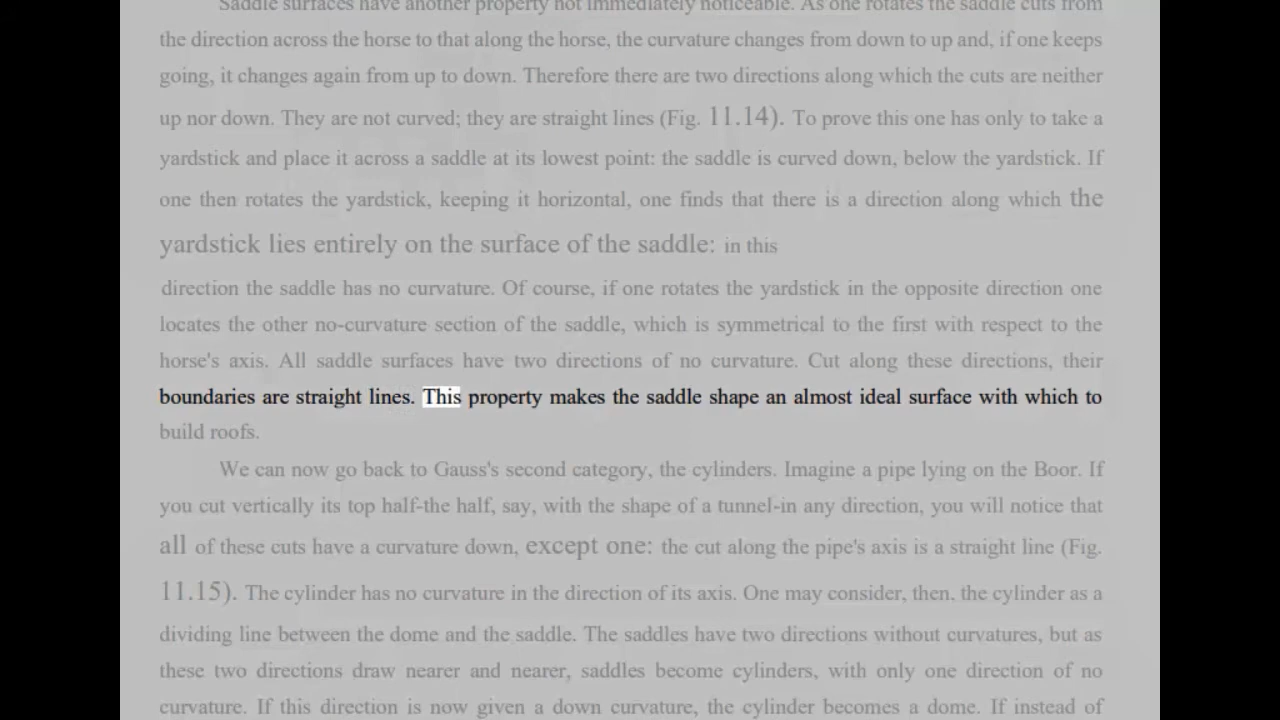 Saddle surfaces have another property not immediately noticeable. As one rotates the saddle cuts from
the direction across the horse to that along the horse, the curvature changes from down to up and, if one keeps
going, it changes again from up to down. Therefore there are two directions along which the cuts are neither
up nor down. They are not curved; they are straight lines (Fig. 11.14). To prove this one has only to take a
yardstick and place it across a saddle at its lowest point: the saddle is curved down, below the yardstick. If
one then rotates the yardstick, keeping it horizontal, one finds that there is a direction along which the
yardstick lies entirely on the surface of the saddle: in this
direction the saddle has no curvature. Of course, if one rotates the yardstick in the opposite direction one
locates the other no-curvature section of the saddle, which is symmetrical to the first with respect to the
horse's axis. All saddle surfaces have two directions of no curvature. Cut along these directions, their
boundaries are straight lines. This property makes the saddle shape an almost ideal surface with which to
build roofs.
We can now go back to Gauss's second category, the cylinders. Imagine a pipe lying on the Boor. If
you cut vertically its top half-the half, say, with the shape of a tunnel-in any direction, you will notice that
all of these cuts have a curvature down, except one: the cut along the pipe's axis is a straight line (Fig.
11.15). The cylinder has no curvature in the direction of its axis. One may consider, then. the cylinder as a
dividing line between the dome and the saddle. The saddles have two directions without curvatures, but as
these two directions draw nearer and nearer, saddles become cylinders, with only one direction of no
curvature. If this direction is now given a down curvature, the cylinder becomes a dome. If instead of